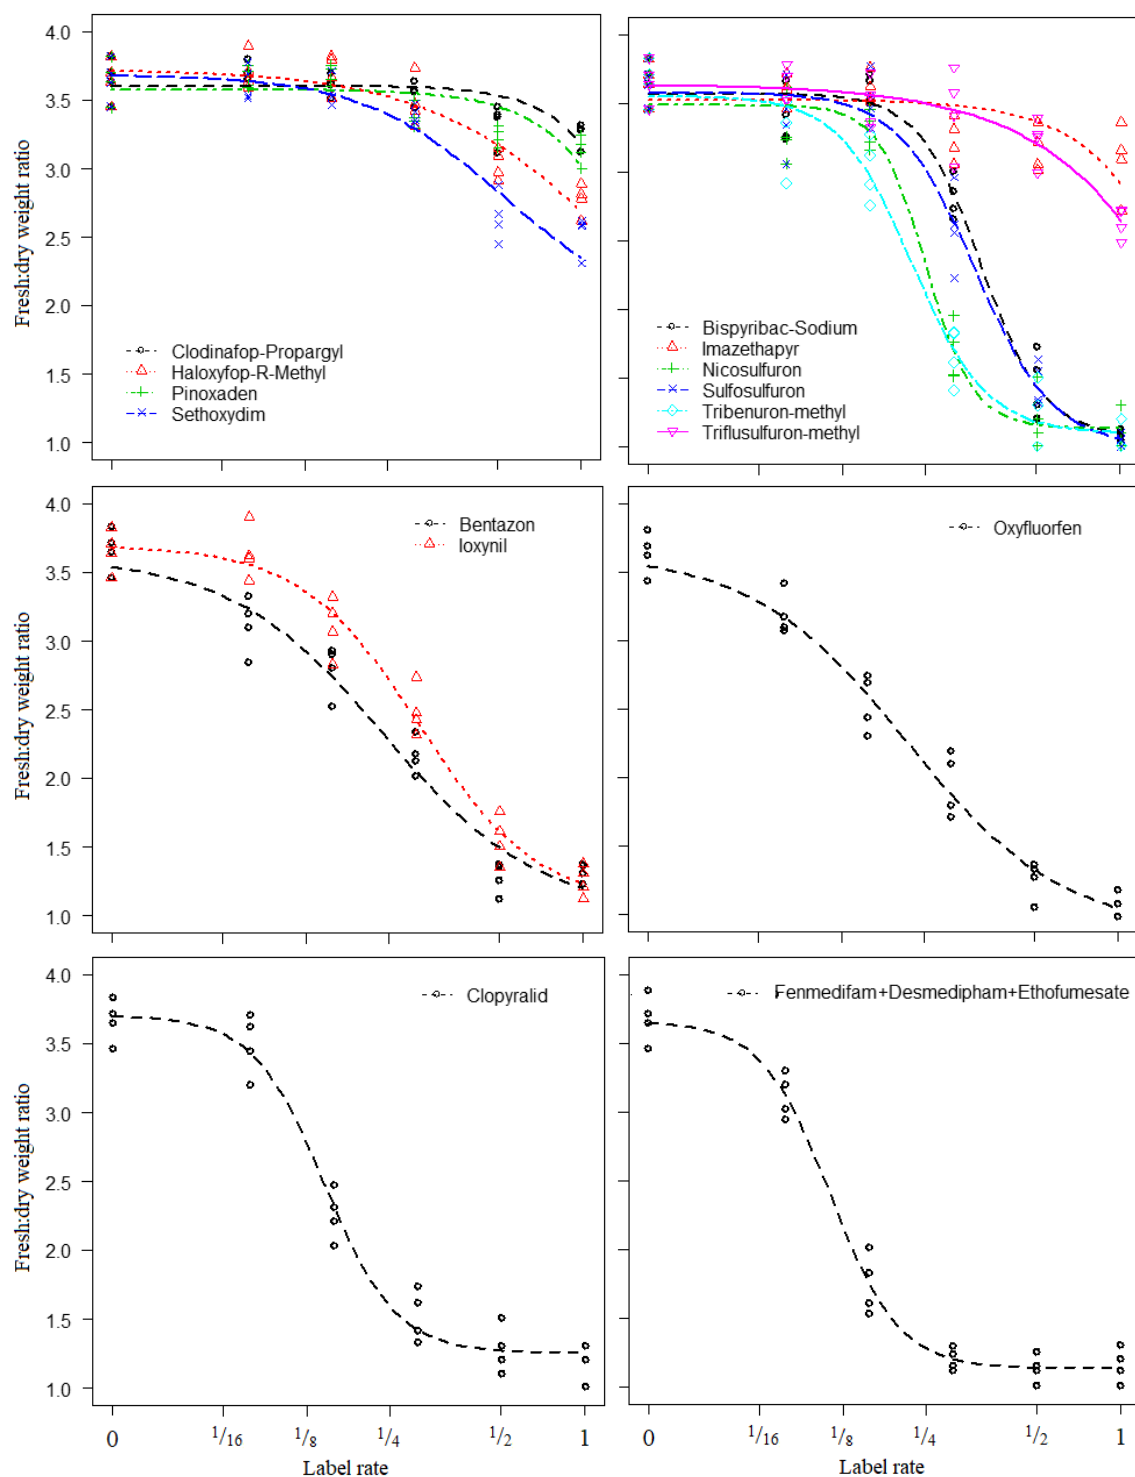 4.0
3.5
3.0
2.5
2.0
1.5
1.0
Fresh:dry weight ratio
Clodinafop-Propargyl
Haloxyfop-R-Methyl
Pinoxaden
Sethoxydim
Bispyribac-Sodium
Imazethapyr
Nicosulfuron
Sulfosulfuron
Tribenuron-methyl
Triflusulfuron-methyl
4.0
3.5
3.0
2.5
2.0
1.5
1.0
Fresh:dry weight ratio
Bentazon
Ioxynil
Oxyfluorfen
4.0
3.5
3.0
2.5
2.0
1.5
1.0
Fresh:dry weight ratio
Clopyralid
Fenmedifam+Desmedipham+Ethofumesate
0 1/16 1/8 1/4 1/2 1
Label rate
0 1/16 1/8 1/4 1/2 1
Label rate